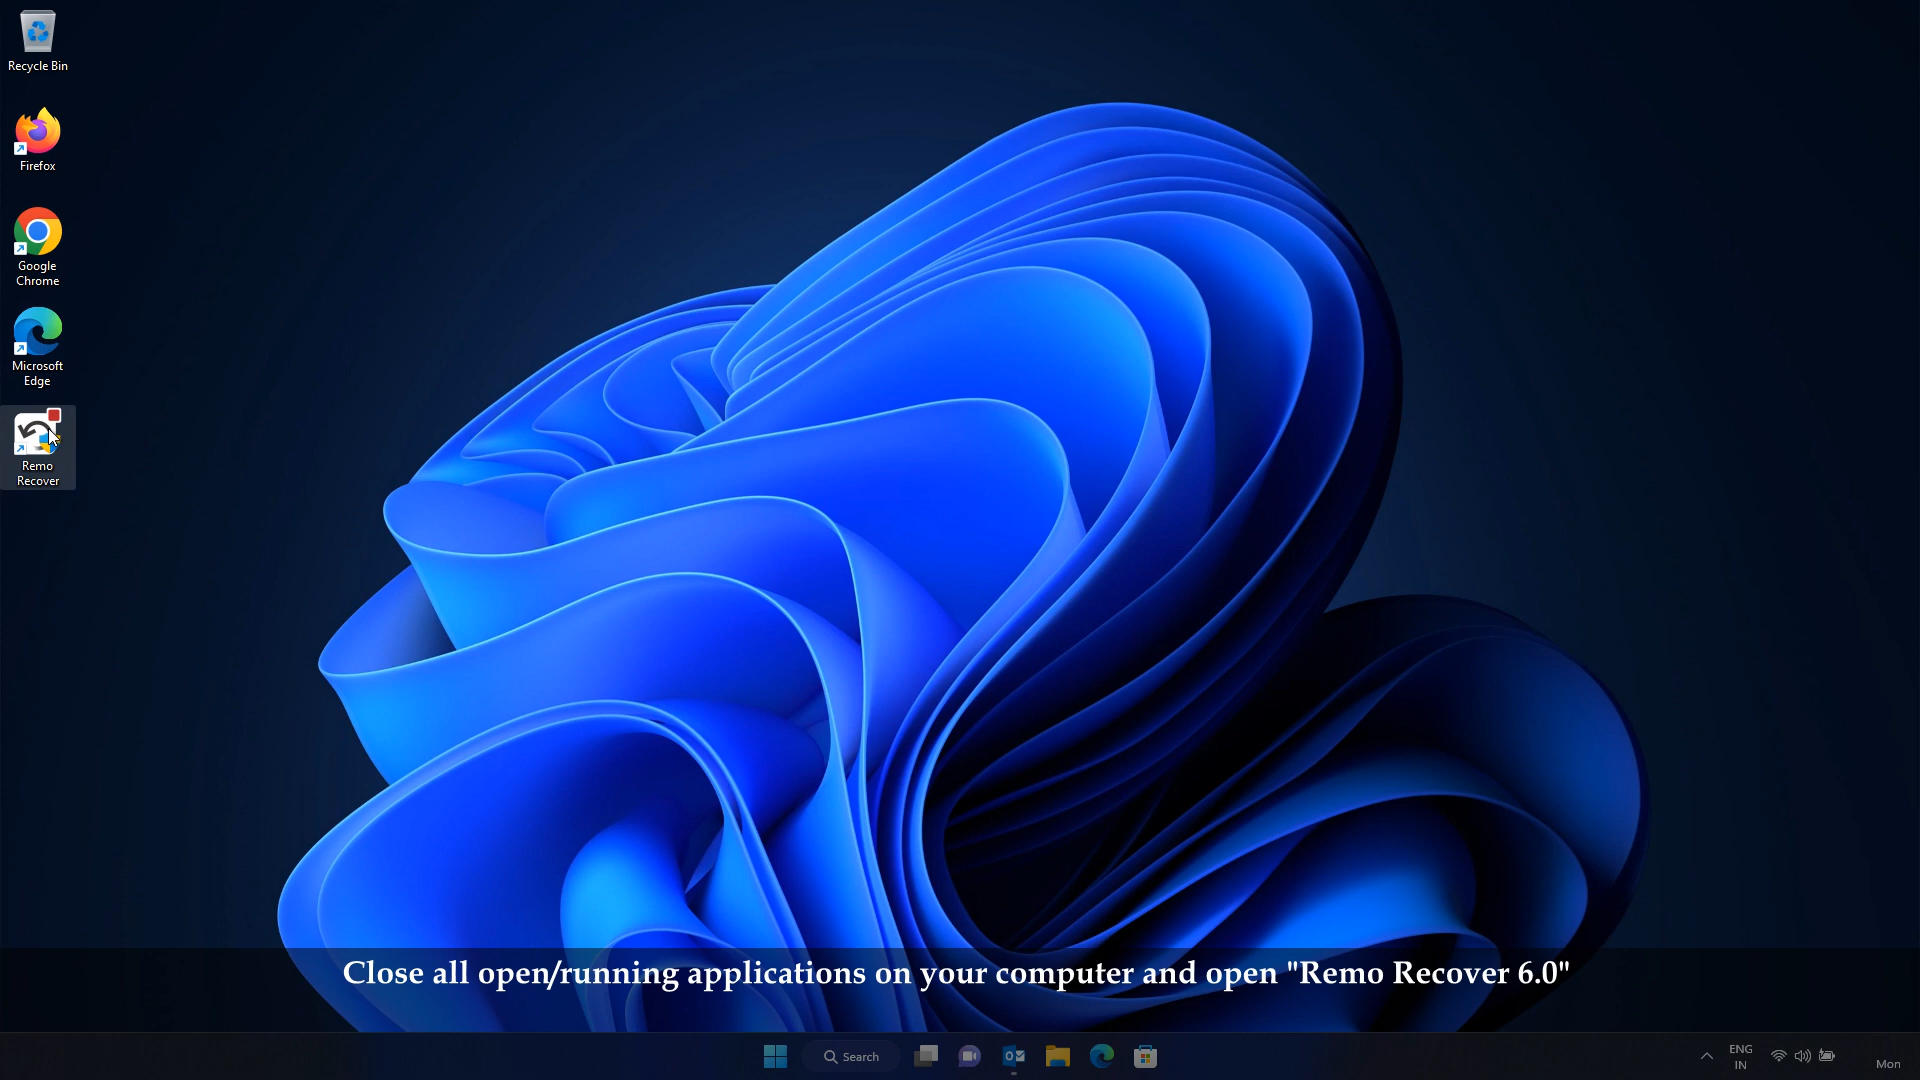 Recycle Bin
Firefox
Google
Chrome
Microsoft
Edge
Remo
Recover
Close all open/running applications on your computer and open "Remo Recover 6.0"
Search
ENG
IN
Mon